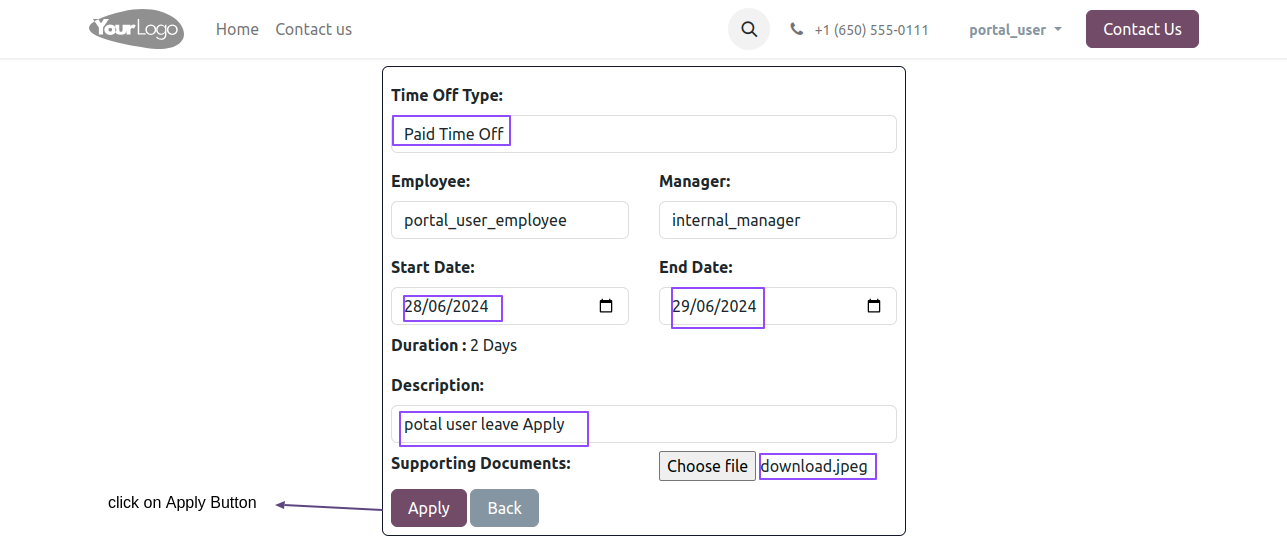 YourLogo Home Contact us +1 (650) 555-0111 portal_user Contact Us
Time Off Type:
Paid Time Off
Employee: Manager:
portal_user_employee internal_manager
Start Date: End Date:
28/06/2024 29/06/2024
Duration : 2 Days
Description:
potal user leave Apply
Supporting Documents: Choose file download.jpeg
click on Apply Button Apply Back